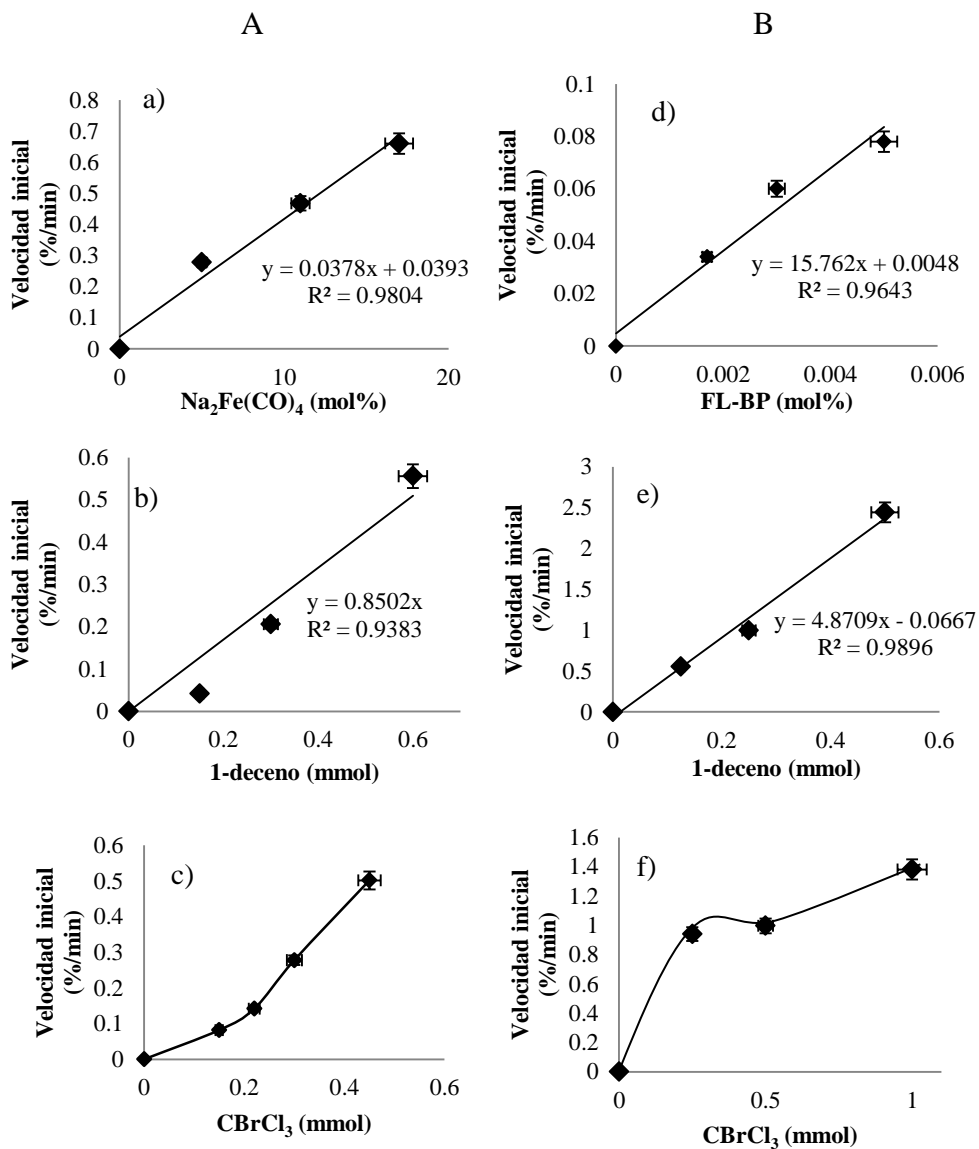 A
B
a)
Velocidad inicial
(%/min)
0.8
0.7
0.6
0.5
0.4
0.3
0.2
0.1
0
y = 0.0378x + 0.0393
R² = 0.9804
0
10
20
Na₂Fe(CO)₄ (mol%)
d)
Velocidad inicial
(%/min)
0.1
0.08
0.06
0.04
0.02
0
y = 15.762x + 0.0048
R² = 0.9643
0
0.002
0.004
0.006
FL-BP (mol%)
b)
Velocidad inicial
(%/min)
0.6
0.5
0.4
0.3
0.2
0.1
0
y = 0.8502x
R² = 0.9383
0
0.2
0.4
0.6
1-deceno (mmol)
e)
Velocidad inicial
(%/min)
3
2.5
2
1.5
1
0.5
0
y = 4.8709x - 0.0667
R² = 0.9896
0
0.2
0.4
0.6
1-deceno (mmol)
c)
Velocidad inicial
(%/min)
0.6
0.5
0.4
0.3
0.2
0.1
0
0
0.2
0.4
0.6
CBrCl₃ (mmol)
f)
Velocidad inicial
(%/min)
1.6
1.4
1.2
1
0.8
0.6
0.4
0.2
0
0
0.5
1
CBrCl₃ (mmol)